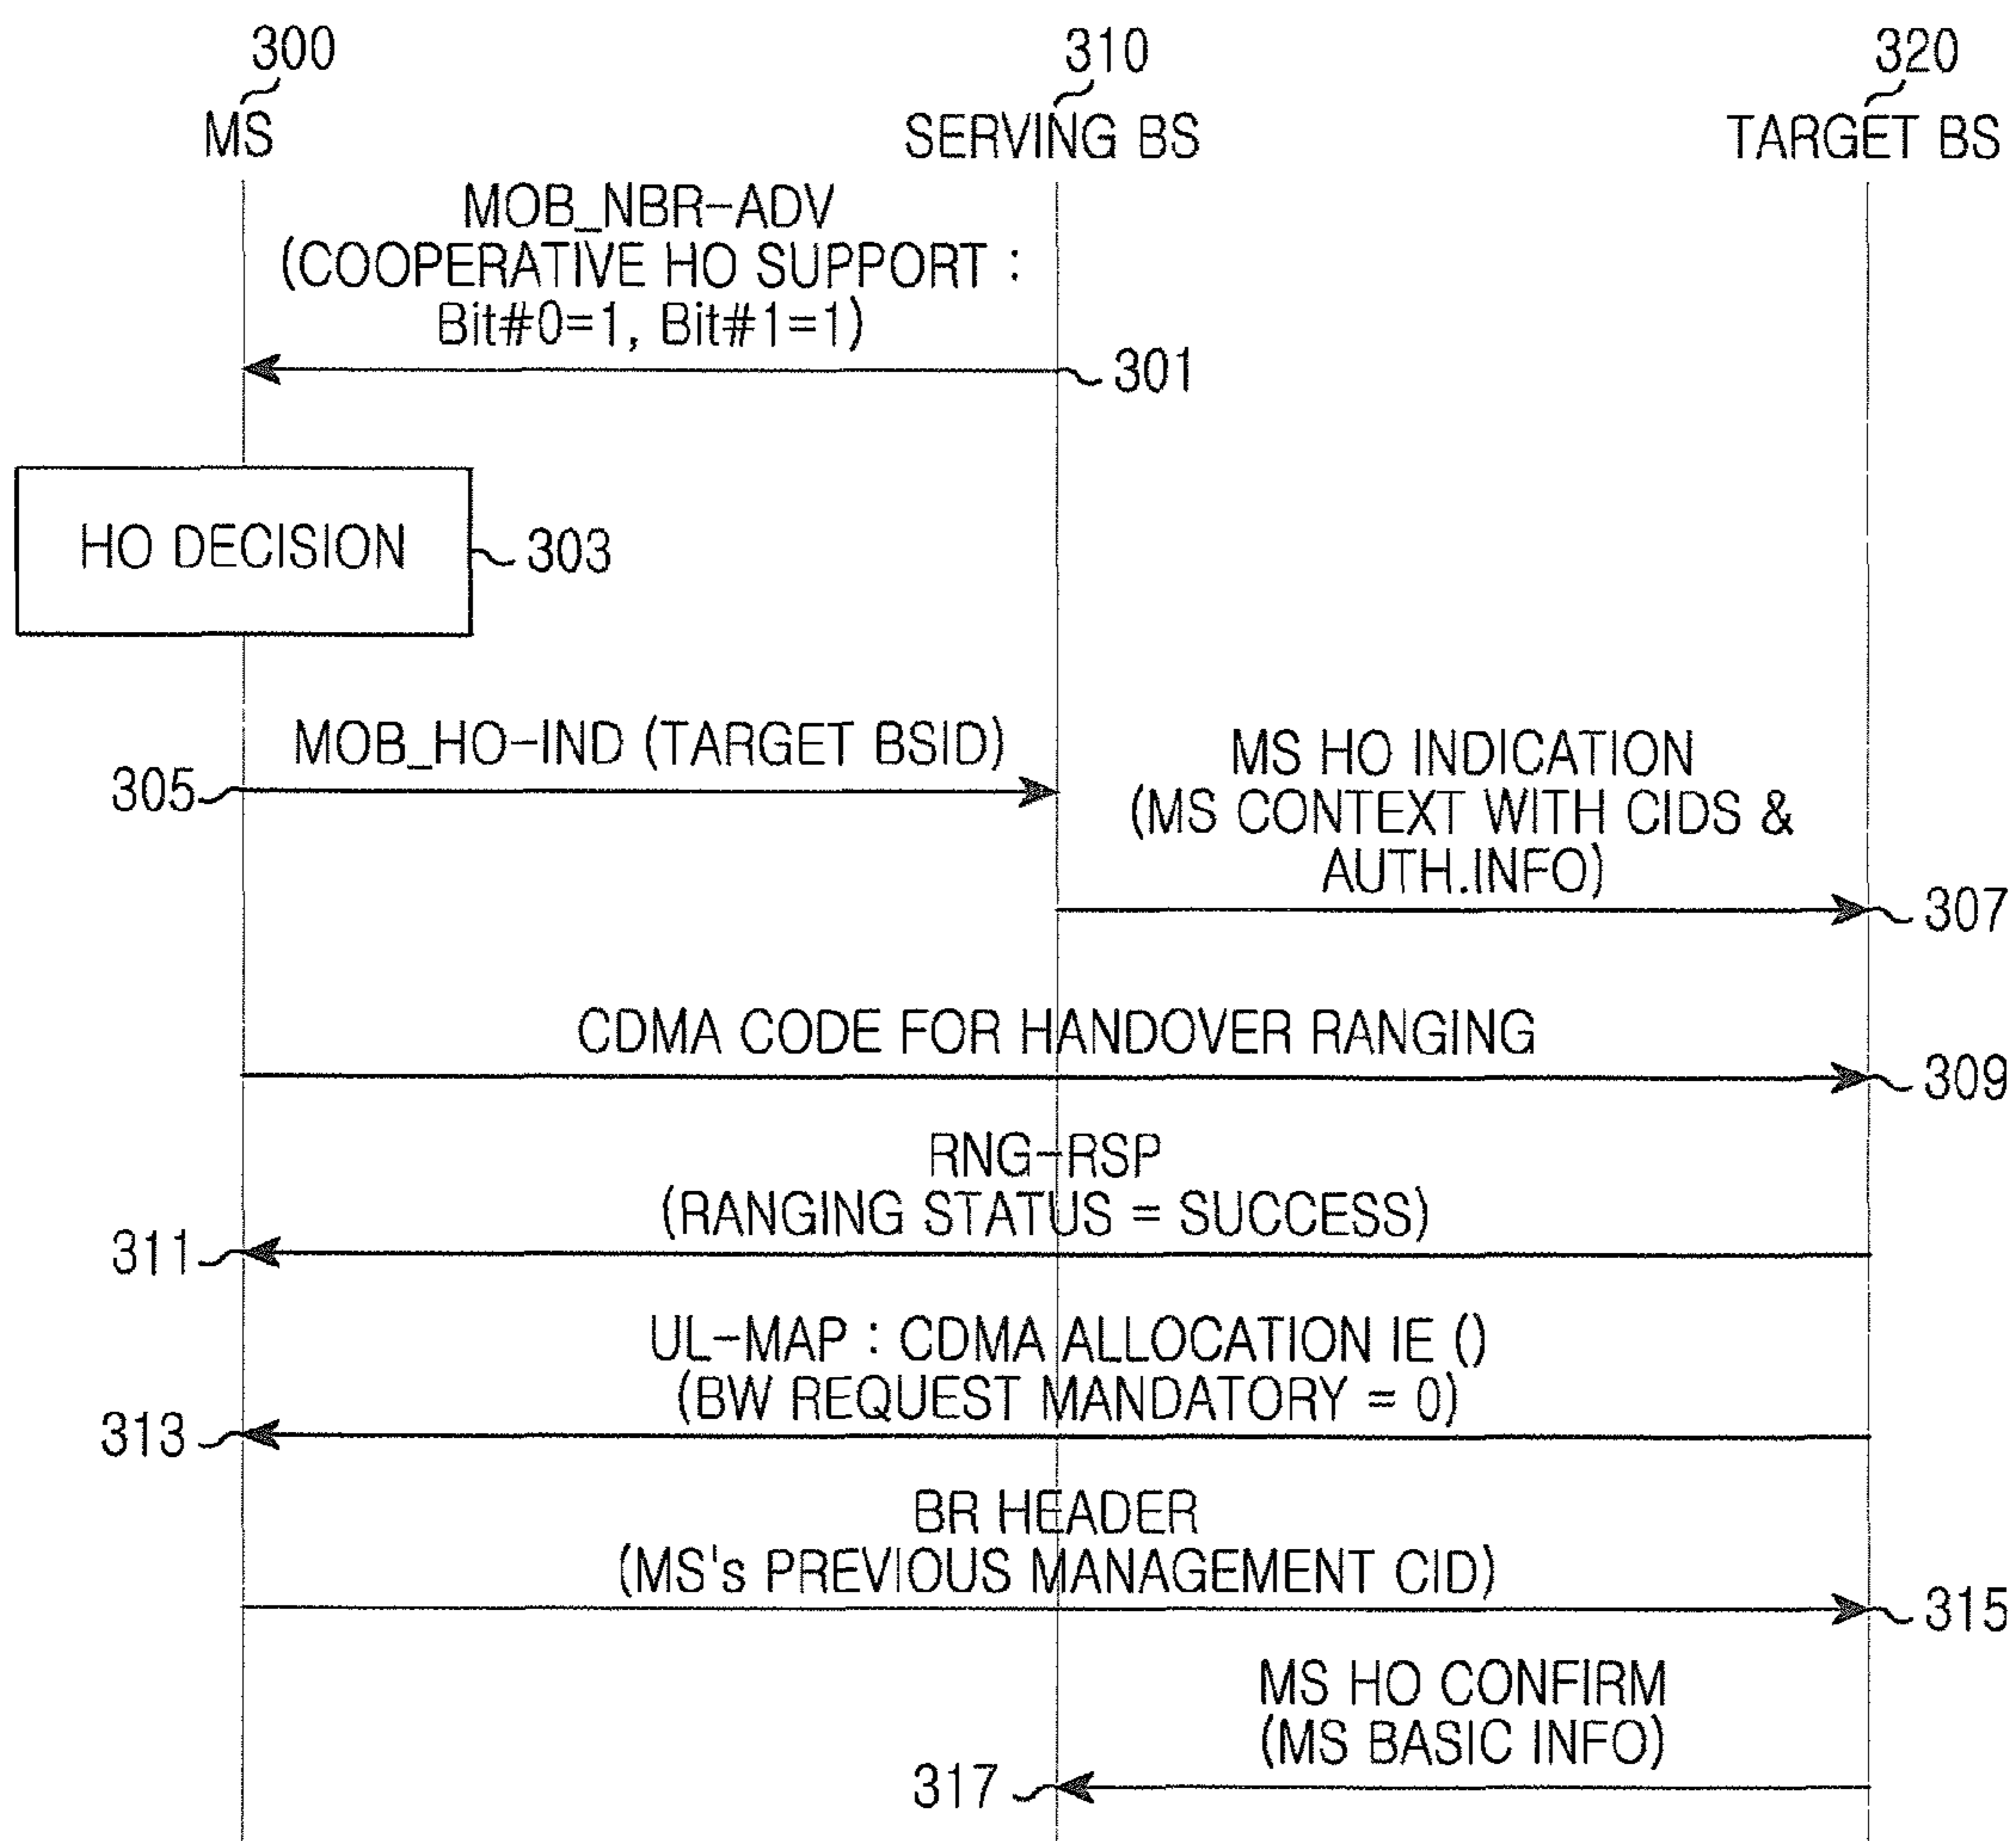 300
310
320
MS
SERVING BS
TARGET BS
MOB_NBR-ADV
(COOPERATIVE HO SUPPORT :
Bit#0=1, Bit#1=1)
301
HO DECISION
303
MOB_HO-IND (TARGET BSID)
305
MS HO INDICATION
(MS CONTEXT WITH CIDS &
AUTH.INFO)
307
CDMA CODE FOR HANDOVER RANGING
309
RNG-RSP
(RANGING STATUS = SUCCESS)
311
UL-MAP : CDMA ALLOCATION IE ()
(BW REQUEST MANDATORY = 0)
313
BR HEADER
(MS's PREVIOUS MANAGEMENT CID)
315
MS HO CONFIRM
(MS BASIC INFO)
317